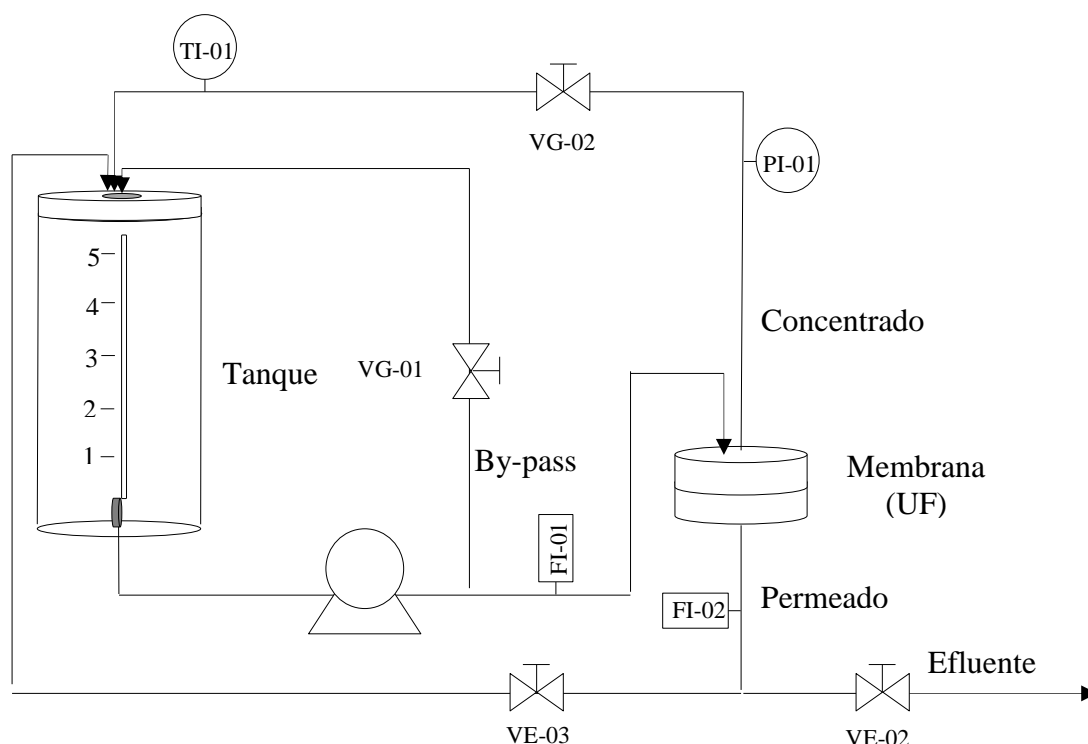 TI-01
VG-02
PI-01
5
4
3
2
1
Tanque
VG-01
By-pass
Concentrado
Membrana
(UF)
FI-01
FI-02
Permeado
Efluente
VE-03
VE-02